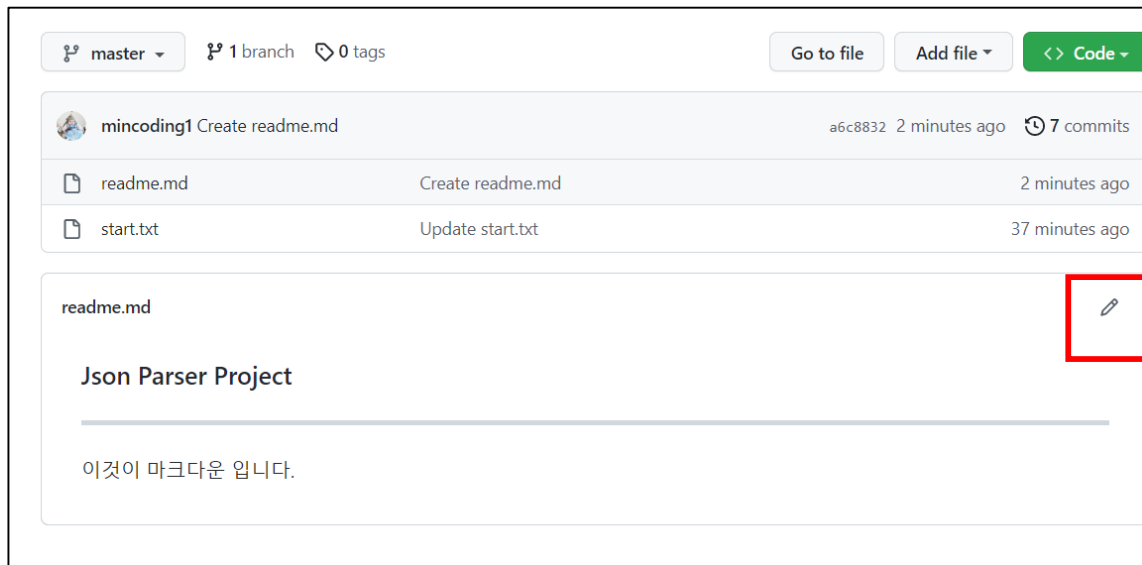 master 1 branch 0 tags Go to file Add file <> Code
mincoding1 Create readme.md a6c8832 2 minutes ago 7 commits
readme.md Create readme.md 2 minutes ago
start.txt Update start.txt 37 minutes ago
readme.md
Json Parser Project
이것이 마크다운 입니다.